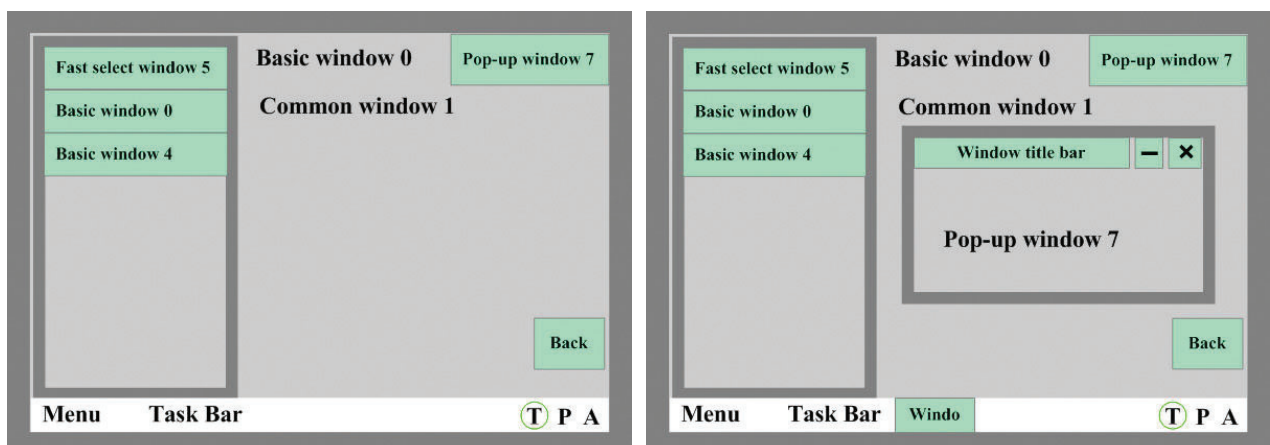 Fast select window 5
Basic window 0
Basic window 4
Basic window 0
Pop-up window 7
Common window 1
Back
Menu
Task Bar
T P A
Fast select window 5
Basic window 0
Basic window 4
Basic window 0
Pop-up window 7
Common window 1
Window title bar
Pop-up window 7
Back
Menu
Task Bar
Windo
T P A